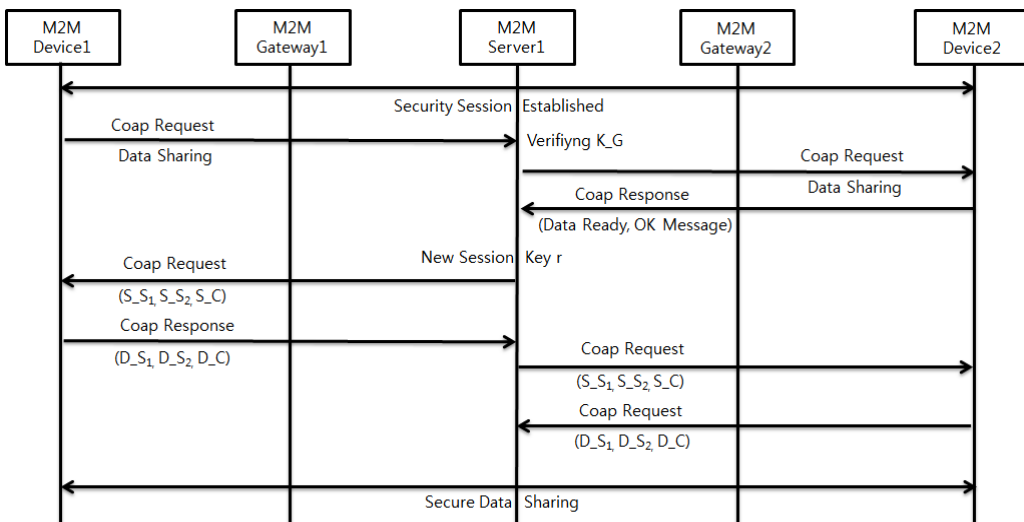 M2M
Device1
M2M
Gateway1
M2M
Server1
M2M
Gateway2
M2M
Device2
Security Session Established
Coap Request
Data Sharing
Verifiyng K_G
Coap Request
Data Sharing
Coap Response
(Data Ready, OK Message)
New Session Key r
Coap Request
(S_S₁, S_S₂, S_C)
Coap Response
(D_S₁, D_S₂, D_C)
Coap Request
(S_S₁, S_S₂, S_C)
Coap Request
(D_S₁, D_S₂, D_C)
Secure Data Sharing